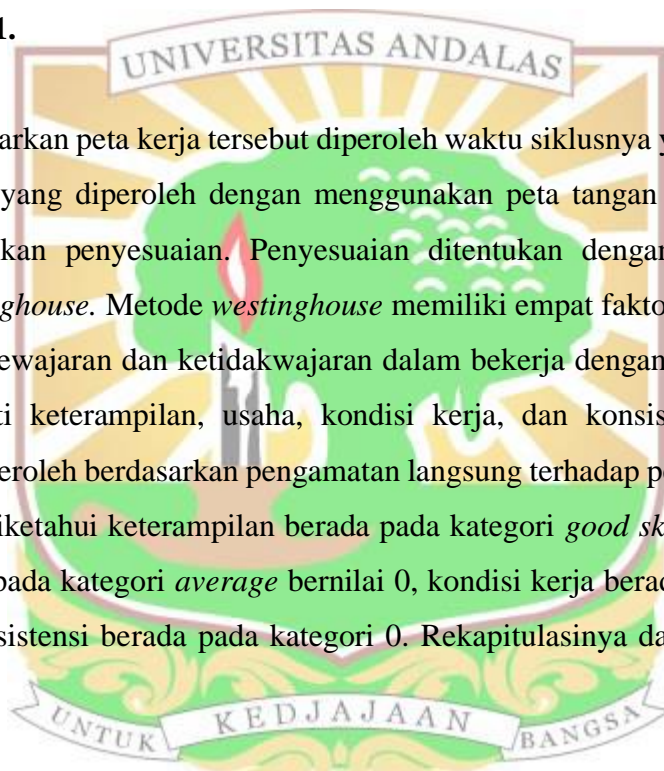 1.
UNIVERSITAS ANDALAS
arkan peta kerja tersebut diperoleh waktu siklusnya y
yang diperoleh dengan menggunakan peta tangan
kan penyesuaian. Penyesuaian ditentukan dengan
nghouse. Metode westinghouse memiliki empat fakto
ewajaran dan ketidakwajaran dalam bekerja dengan
ti keterampilan, usaha, kondisi kerja, dan konsis
eroleh berdasarkan pengamatan langsung terhadap pe
iketahui keterampilan berada pada kategori good sk
pada kategori average bernilai 0, kondisi kerja berad
sistensi berada pada kategori 0. Rekapitulasinya da
UNTUK KEDJAJAAN BANGSA